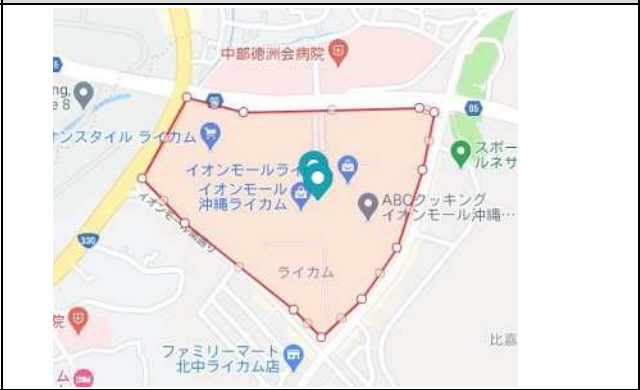 中部徳洲会病院
85
ng,
e 8
85
ンスタイル ライカム
スポー
ルネサ
イオンモールライ
イオンモール
沖縄ライカム
ABCクッキング
イオンモール沖縄…
330
ライカム
院
比嘉
ファミリーマート
北中ライカム店
ム